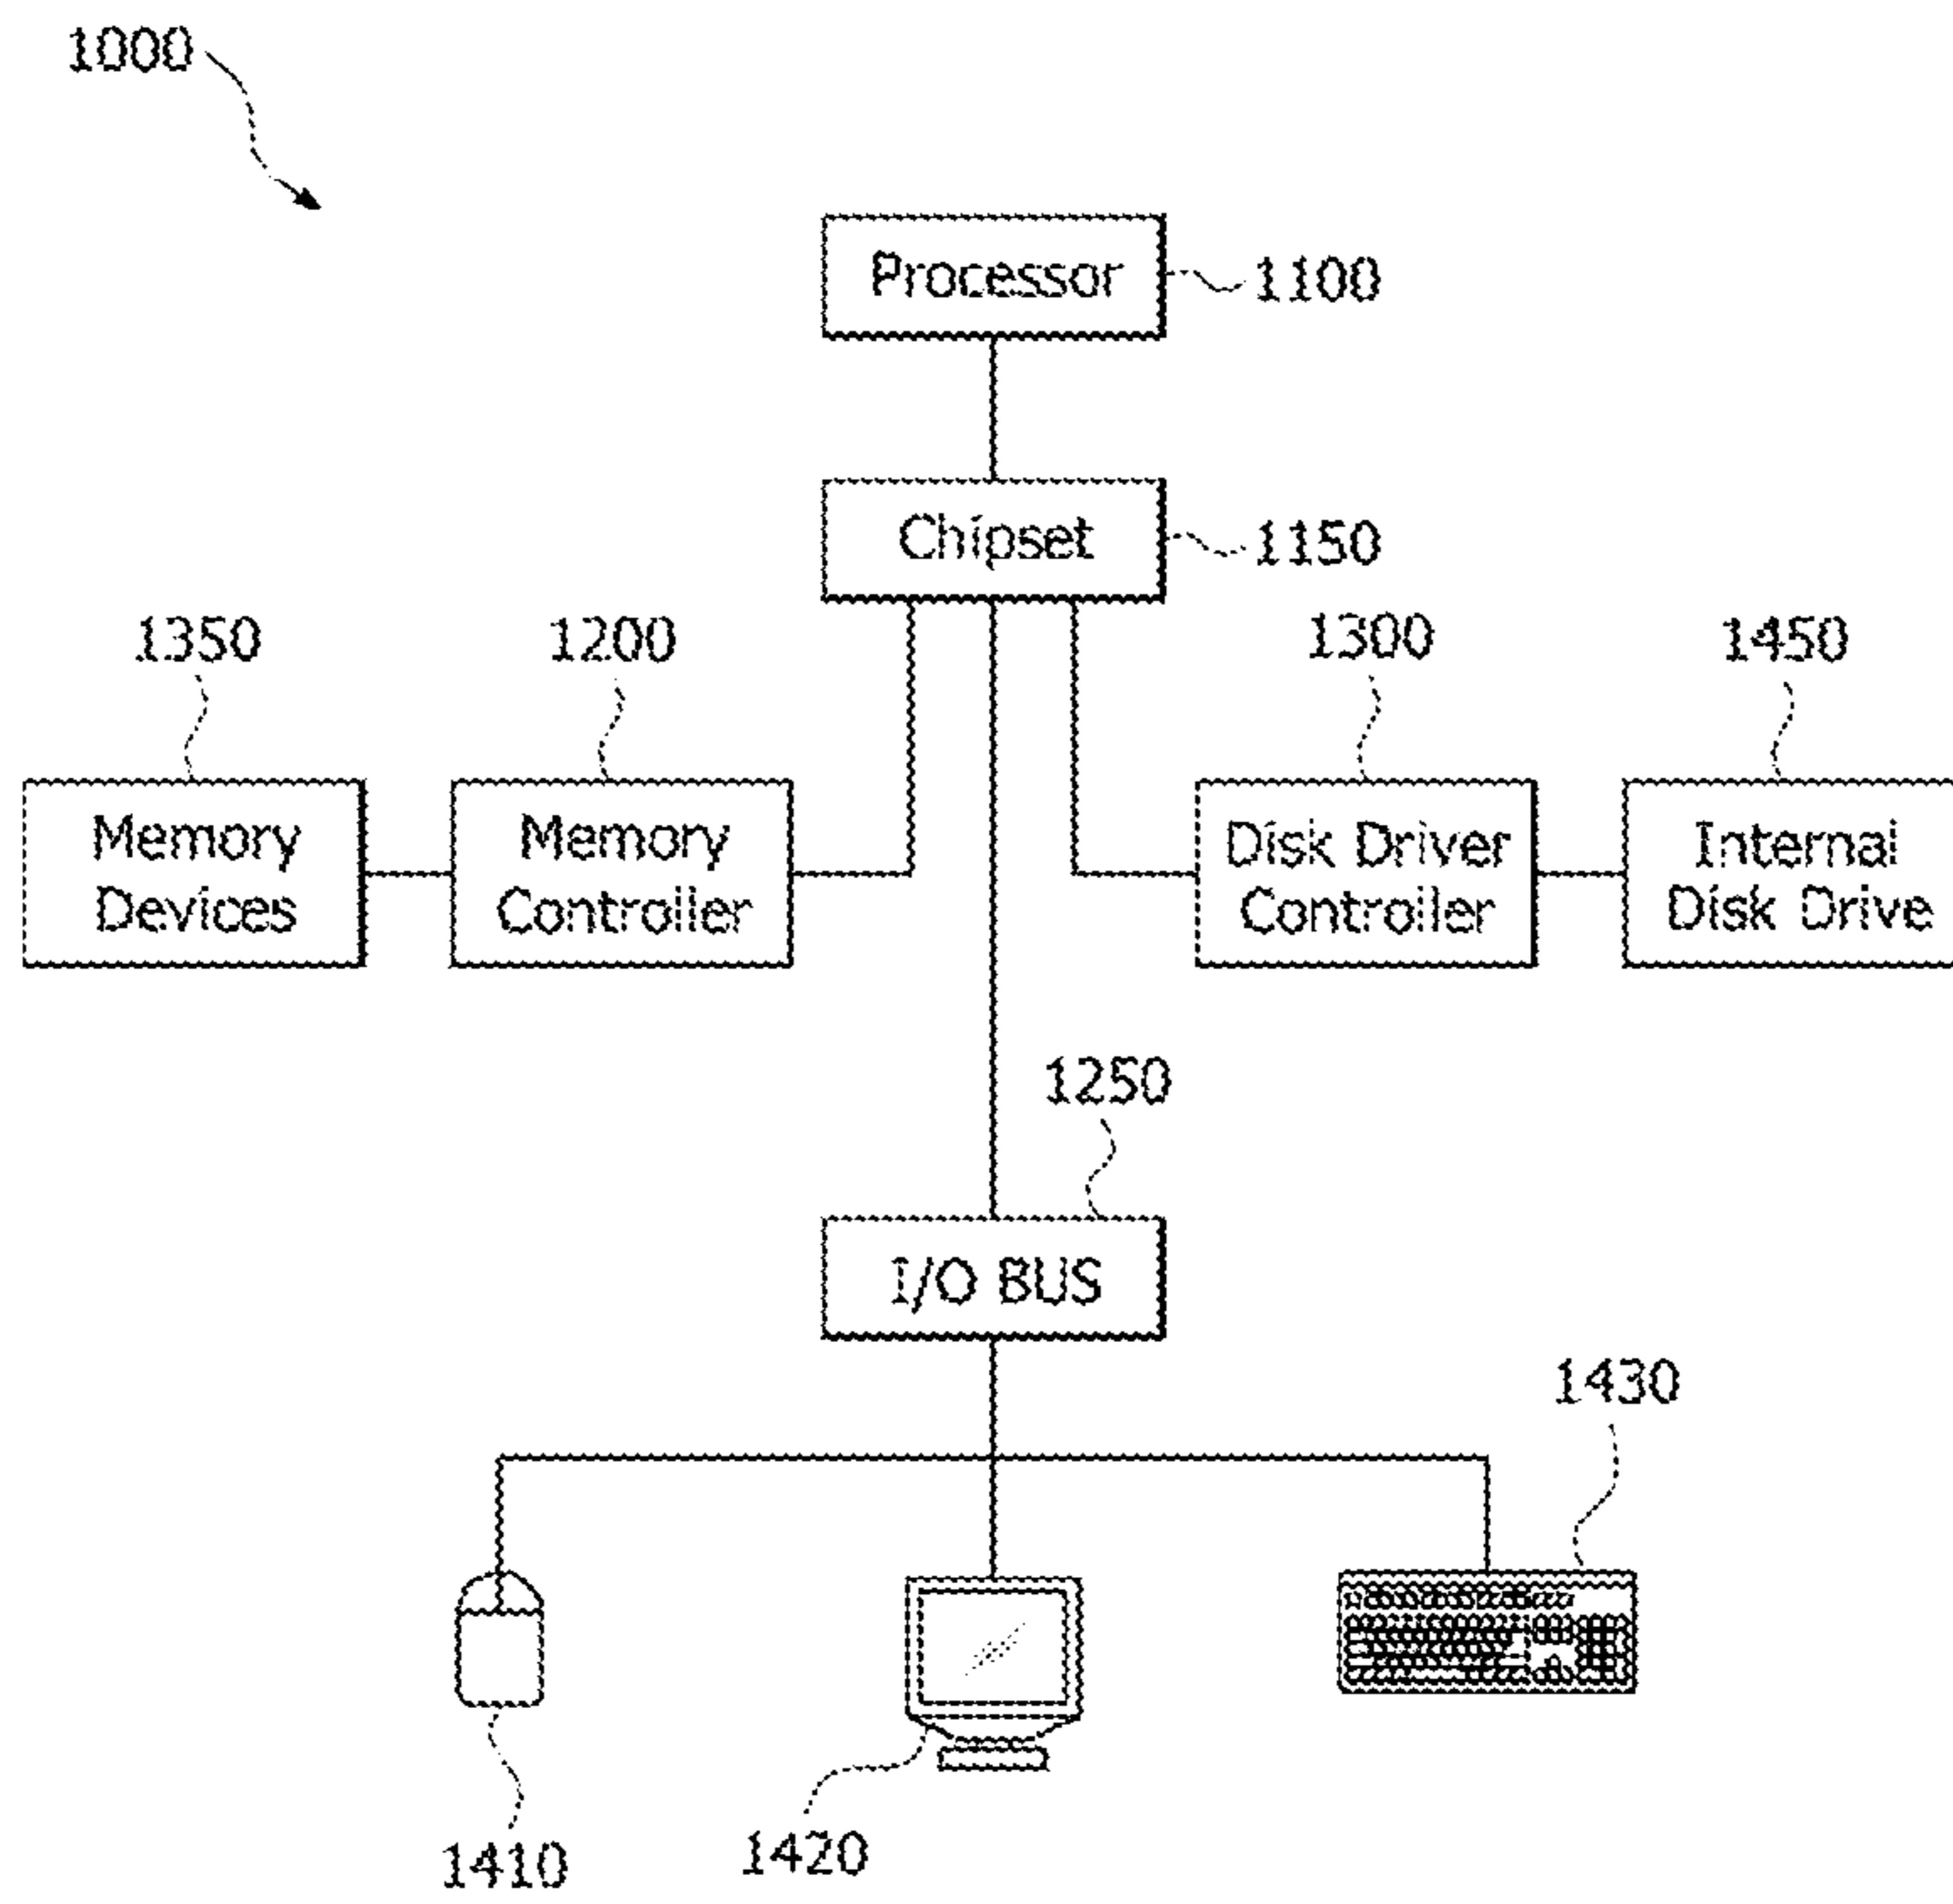 1000
Processor
1100
Chipset
1150
1350
1200
1300
1450
Memory
Devices
Memory
Controller
Disk Driver
Controller
Internal
Disk Drive
1250
I/O BUS
1430
1410
1420